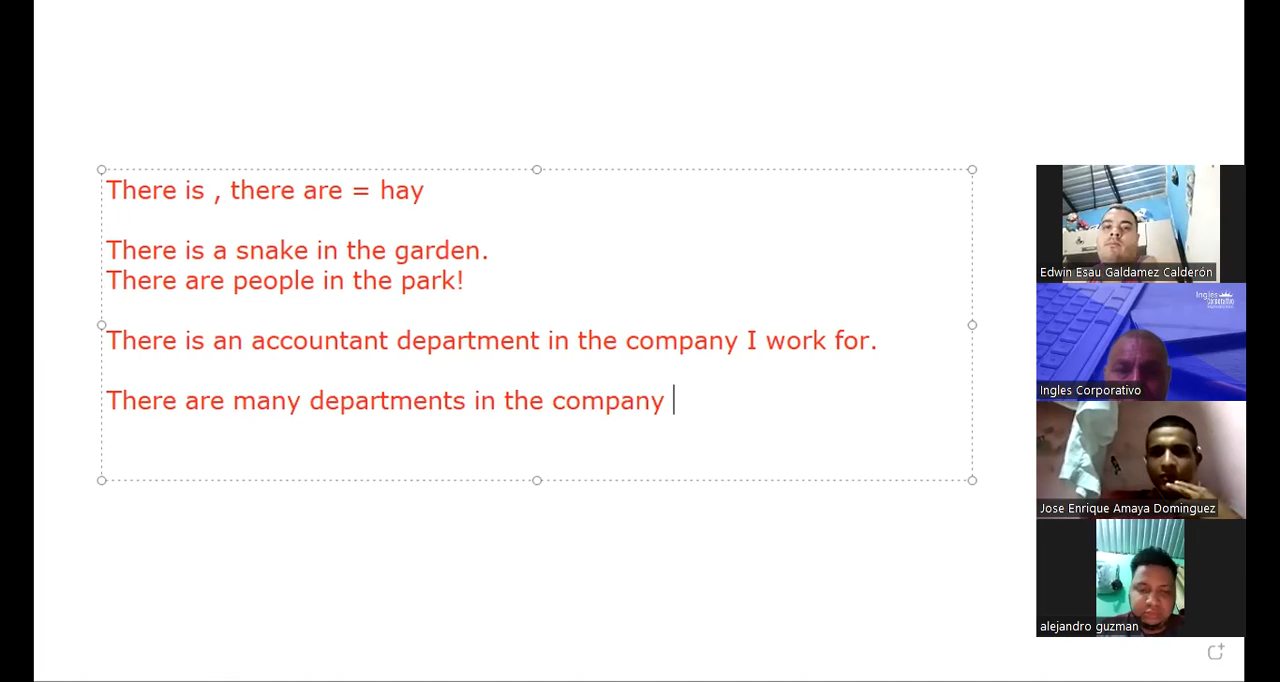 There is , there are = hay
There is a snake in the garden.
There are people in the park!
There is an accountant department in the company I work for.
There are many departments in the company
Edwin Esau Galdamez Calderón
Ingles
Corporativo
Ingles Corporativo
Jose Enrique Amaya Dominguez
alejandro guzman